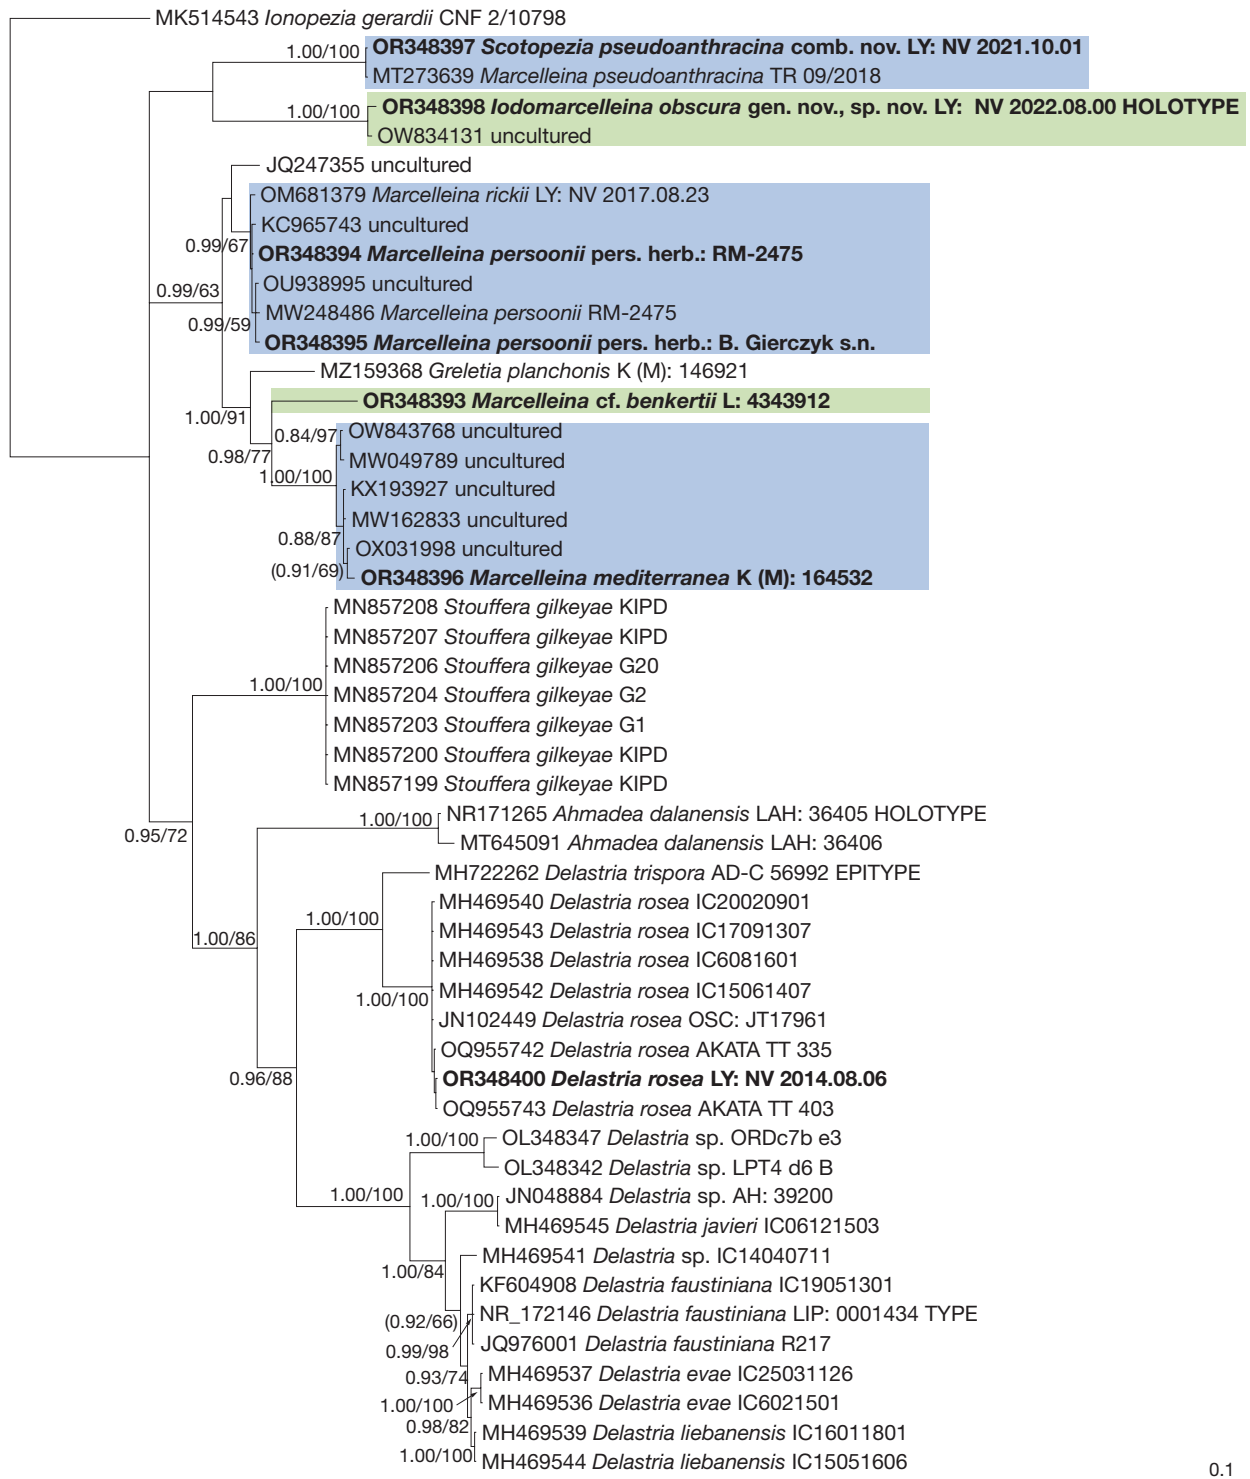 MK514543 Ionopezia gerardii CNF 2/10798
1.00/100
OR348397 Scotopezia pseudoanthracina comb. nov. LY: NV 2021.10.01
MT273639 Marcelleina pseudoanthracina TR 09/2018
1.00/100
OR348398 Iodomarcelleina obscura gen. nov., sp. nov. LY: NV 2022.08.00 HOLOTYPE
OW834131 uncultured
JQ247355 uncultured
OM681379 Marcelleina rickii LY: NV 2017.08.23
KC965743 uncultured
0.99/67
OR348394 Marcelleina persoonii pers. herb.: RM-2475
0.99/63
OU938995 uncultured
MW248486 Marcelleina persoonii RM-2475
0.99/59
OR348395 Marcelleina persoonii pers. herb.: B. Gierczyk s.n.
MZ159368 Greletia planchonis K (M): 146921
OR348393 Marcelleina cf. benkertii L: 4343912
1.00/91
0.84/97
OW843768 uncultured
0.98/77
MW049789 uncultured
1.00/100
KX193927 uncultured
MW162833 uncultured
0.88/87
OX031998 uncultured
(0.91/69)
OR348396 Marcelleina mediterranea K (M): 164532
MN857208 Stouffera gilkeyae KIPD
MN857207 Stouffera gilkeyae KIPD
MN857206 Stouffera gilkeyae G20
1.00/100
MN857204 Stouffera gilkeyae G2
MN857203 Stouffera gilkeyae G1
MN857200 Stouffera gilkeyae KIPD
MN857199 Stouffera gilkeyae KIPD
NR171265 Ahmadea dalanensis LAH: 36405 HOLOTYPE
1.00/100
0.95/72
MT645091 Ahmadea dalanensis LAH: 36406
MH722262 Delastria trispora AD-C 56992 EPITYPE
MH469540 Delastria rosea IC20020901
1.00/100
MH469543 Delastria rosea IC17091307
1.00/86
MH469538 Delastria rosea IC6081601
MH469542 Delastria rosea IC15061407
1.00/100
JN102449 Delastria rosea OSC: JT17961
OQ955742 Delastria rosea AKATA TT 335
0.96/88
OR348400 Delastria rosea LY: NV 2014.08.06
OQ955743 Delastria rosea AKATA TT 403
1.00/100
OL348347 Delastria sp. ORDc7b e3
OL348342 Delastria sp. LPT4 d6 B
1.00/100
1.00/100
JN048884 Delastria sp. AH: 39200
MH469545 Delastria javieri IC06121503
MH469541 Delastria sp. IC14040711
1.00/84
KF604908 Delastria faustiniana IC19051301
NR_172146 Delastria faustiniana LIP: 0001434 TYPE
(0.92/66)
JQ976001 Delastria faustiniana R217
0.99/98
MH469537 Delastria evae IC25031126
0.93/74
MH469536 Delastria evae IC6021501
1.00/100
0.98/82
MH469539 Delastria liebanensis IC16011801
1.00/100
MH469544 Delastria liebanensis IC15051606
0.1